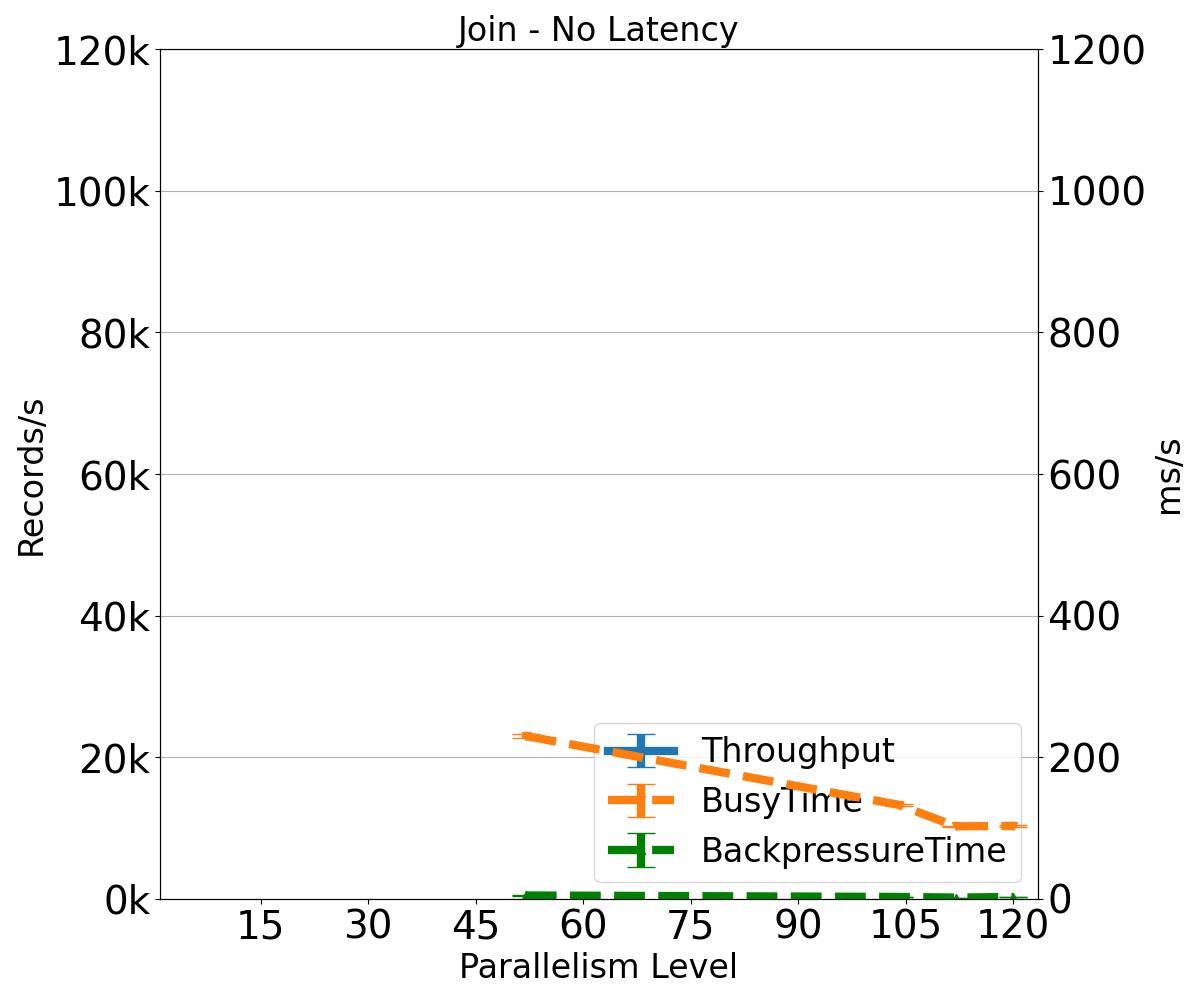 Join - No Latency
120k
100k
80k
60k
40k
20k
0k
Records/s
1200
1000
800
600
400
200
0
ms/s
Throughput
BusyTime
BackpressureTime
15 30 45 60 75 90 105 120
Parallelism Level